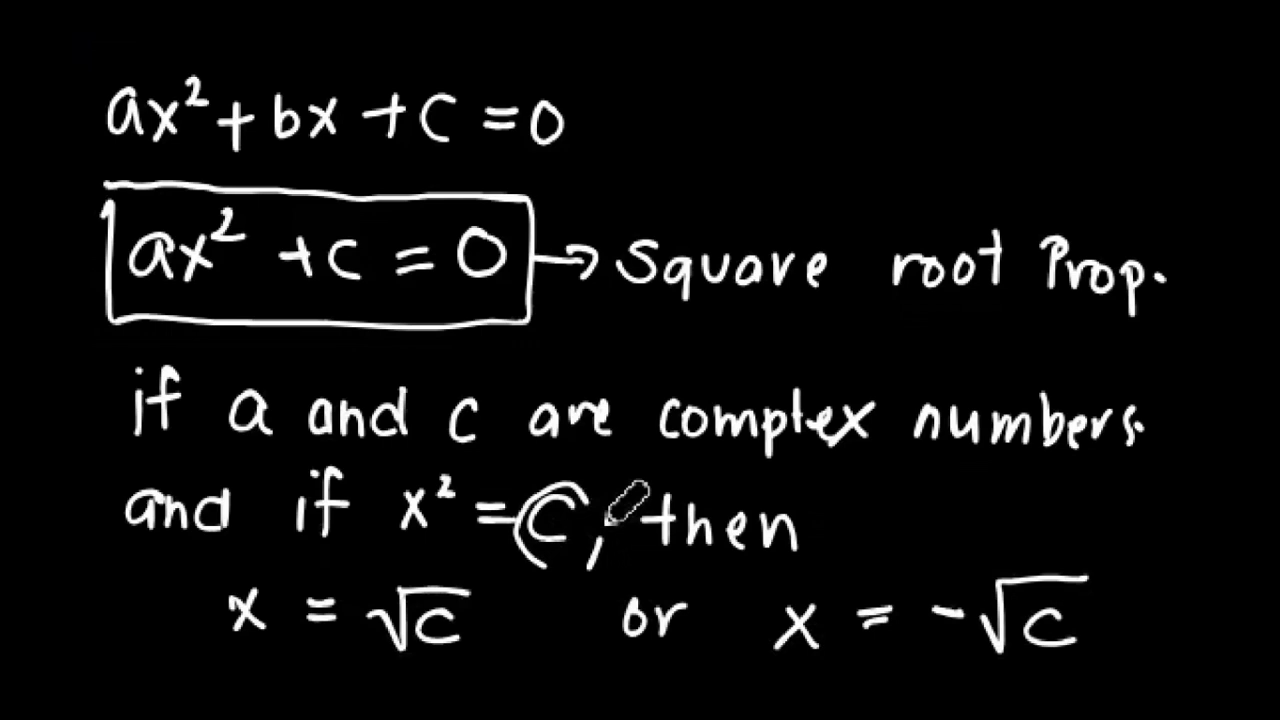 ax² + bx + c = 0
ax² + c = 0 → Square root Prop.
if a and c are complex numbers
and if x² = C, then
x = √c or x = -√c